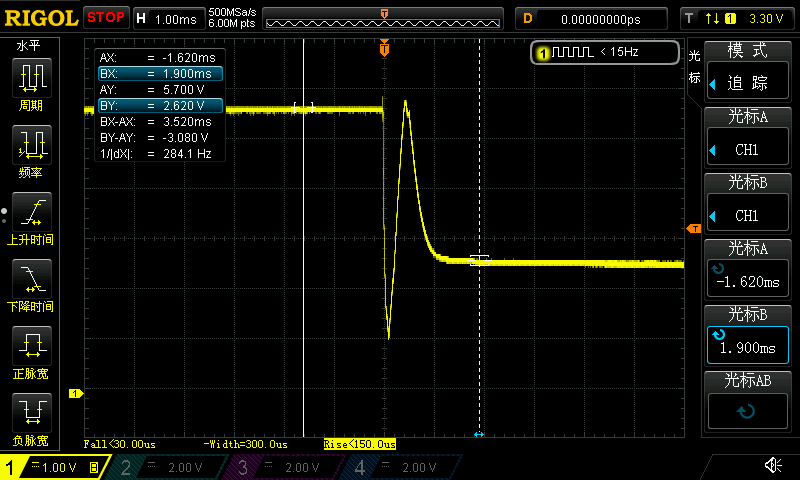 RIGOL STOP H 1.00ms 500MSa/s 6.00M pts T D 0.00000000ps T 1 3.30 V
水平
周期
频率
上升时间
下降时间
正脉宽
负脉宽
AX: = -1.620ms
BX: = 1.900ms
AY: = 5.700 V
BY: = 2.620 V
BX-AX: = 3.520ms
BY-AY: = -3.080 V
1/|dX|: = 284.1 Hz
T
1 < 15Hz
T
1
Fall<30.00us -Width=300.0us Rise<150.0us
光标
模式
追踪
光标A
CH1
光标B
CH1
光标A
-1.620ms
光标B
1.900ms
光标AB
1 1.00 V B 2 2.00 V 3 2.00 V 4 2.00 V